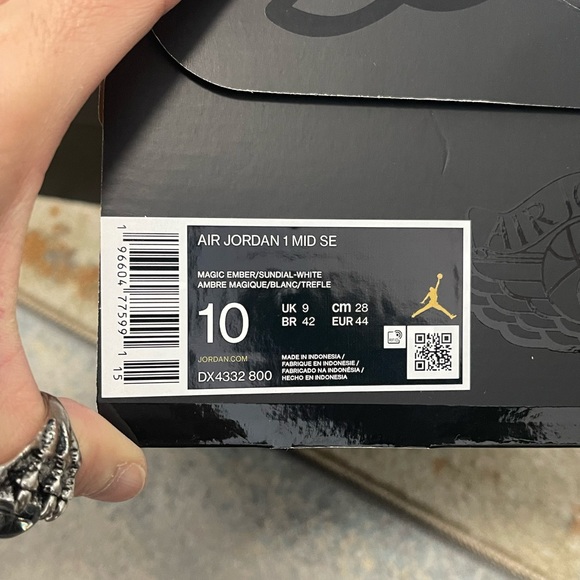 AIR JORDAN 1 MID SE
MAGIC EMBER/SUNDIAL-WHITE
AMBRE MAGIQUE/BLANC/TREFLE
10
UK 9 cm 28
BR 42 EUR 44
JORDAN.COM
DX4332 800
MADE IN INDONESIA/
FABRIQUE EN INDONESIE/
FABRICADO NA INDONÉSIA/
HECHO EN INDONESIA
1 96604 77599 1 15
AIR JO